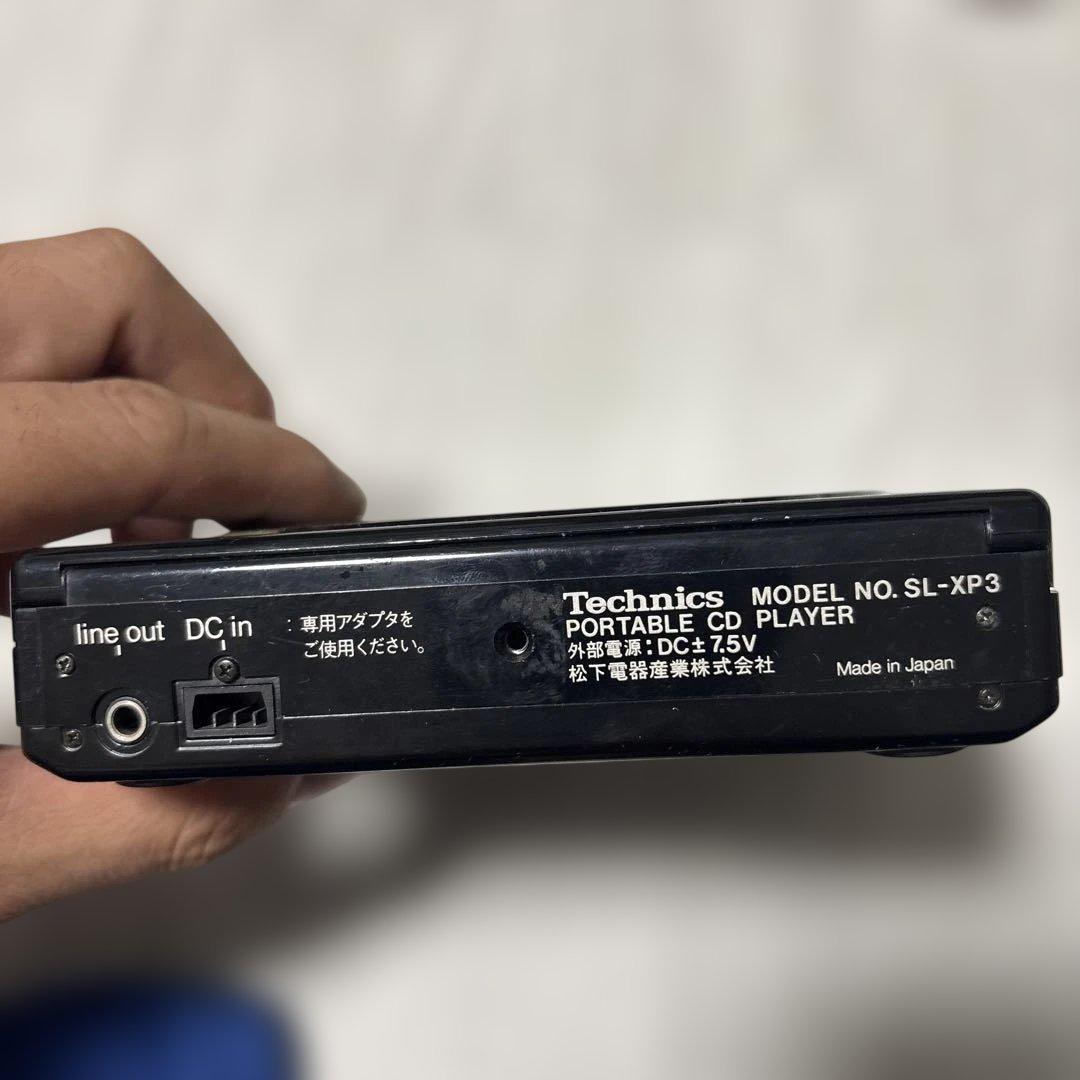 line out DC in : 専用アダプタを
ご使用ください。
Technics MODEL NO. SL-XP3
PORTABLE CD PLAYER
外部電源:DC±7.5V
松下電器産業株式会社
Made in Japan